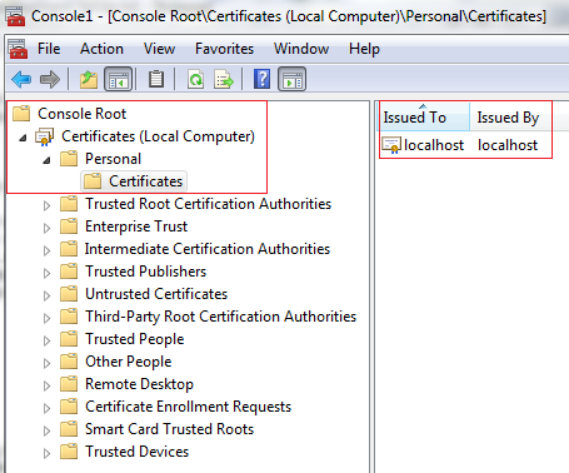 Console1 - [Console Root\Certificates (Local Computer)\Personal\Certificates]
File Action View Favorites Window Help
Console Root
Certificates (Local Computer)
Personal
Certificates
Trusted Root Certification Authorities
Enterprise Trust
Intermediate Certification Authorities
Trusted Publishers
Untrusted Certificates
Third-Party Root Certification Authorities
Trusted People
Other People
Remote Desktop
Certificate Enrollment Requests
Smart Card Trusted Roots
Trusted Devices
Issued To Issued By
localhost localhost